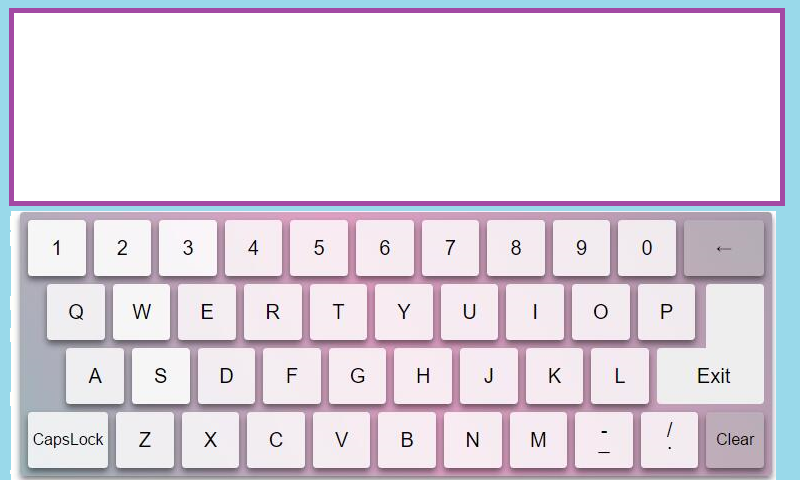 1 2 3 4 5 6 7 8 9 0 ←
Q W E R T Y U I O P
A S D F G H J K L Exit
CapsLock Z X C V B N M - _ / . Clear